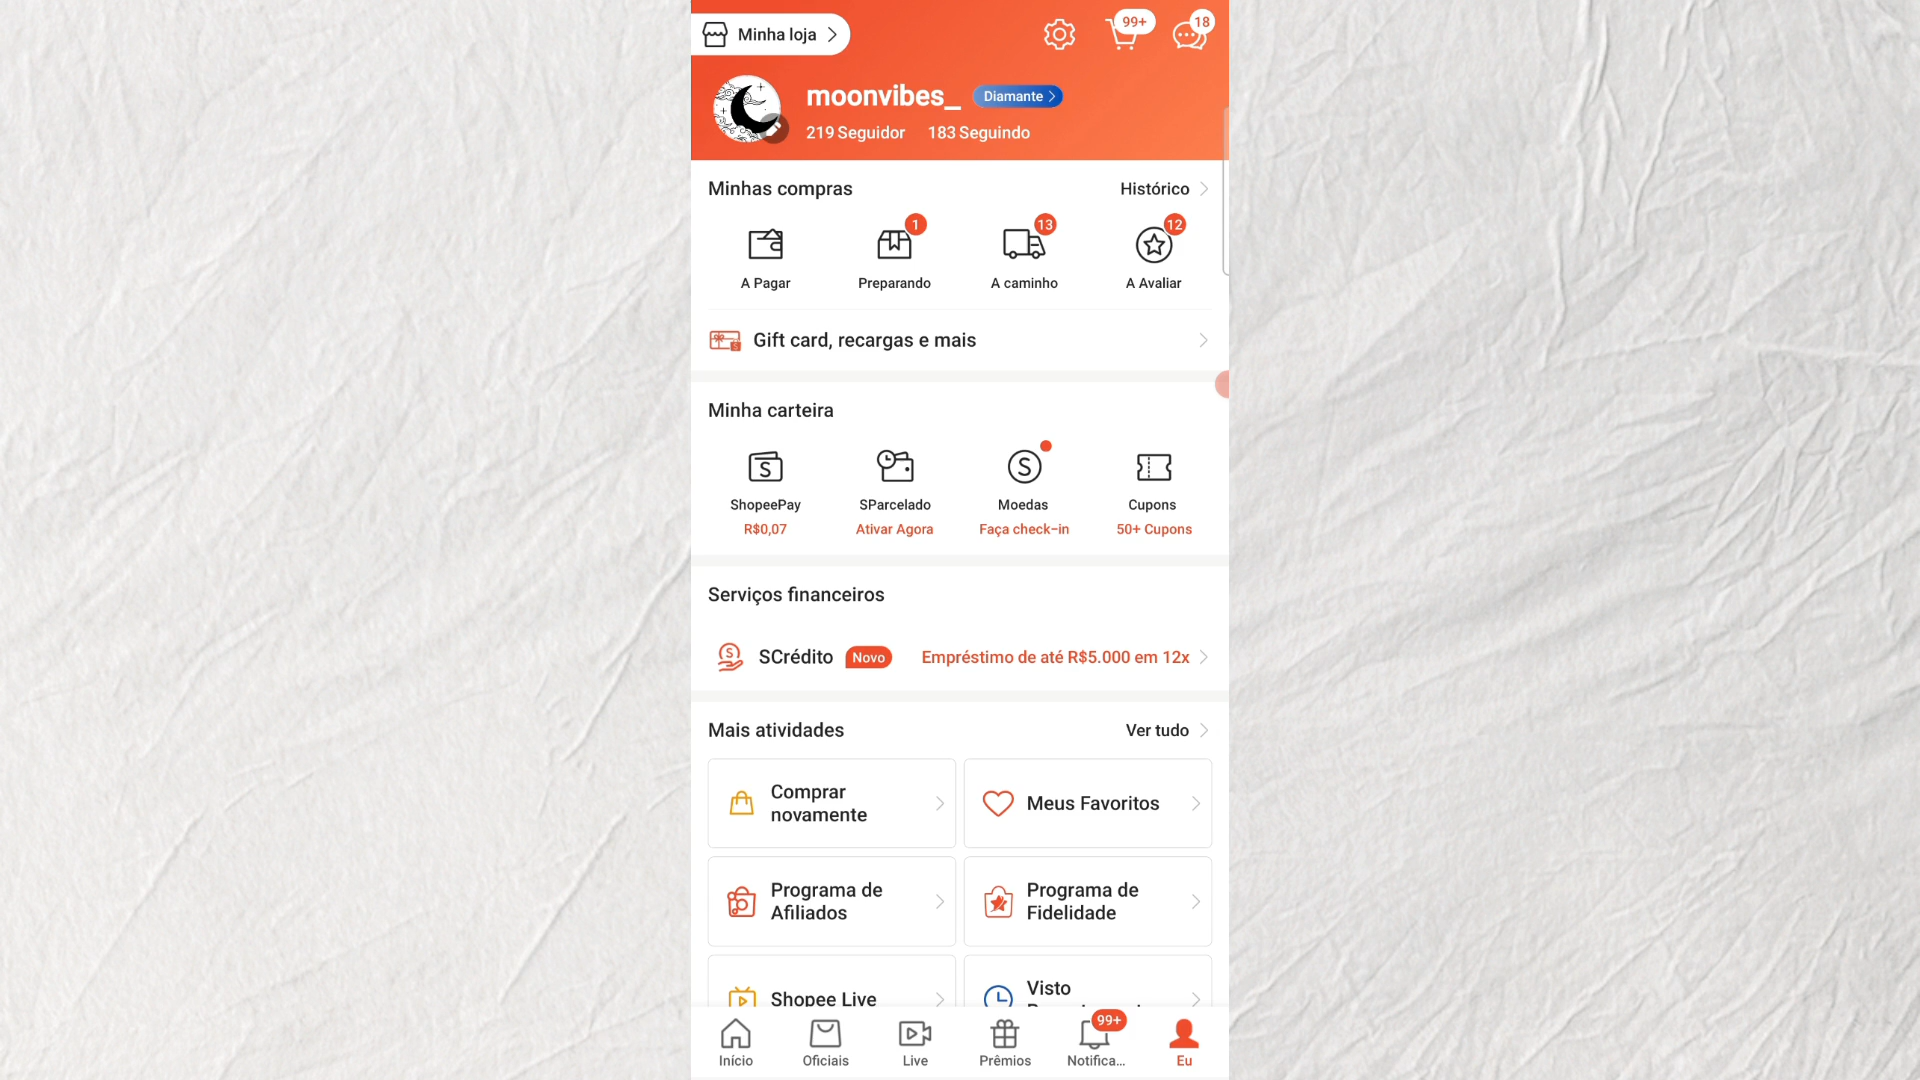 Minha loja
99+
18
moonvibes_
Diamante
219 Seguidor 183 Seguindo
Minhas compras
Histórico
1
13
12
A Pagar
Preparando
A caminho
A Avaliar
Gift card, recargas e mais
Minha carteira
ShopeePay
SParcelado
Moedas
Cupons
R$0,07
Ativar Agora
Faça check-in
50+ Cupons
Serviços financeiros
SCrédito
Novo
Empréstimo de até R$5.000 em 12x
Mais atividades
Ver tudo
Comprar
novamente
Meus Favoritos
Programa de
Afiliados
Programa de
Fidelidade
Shopee Live
Visto
99+
Início
Oficiais
Live
Prêmios
Notifica...
Eu